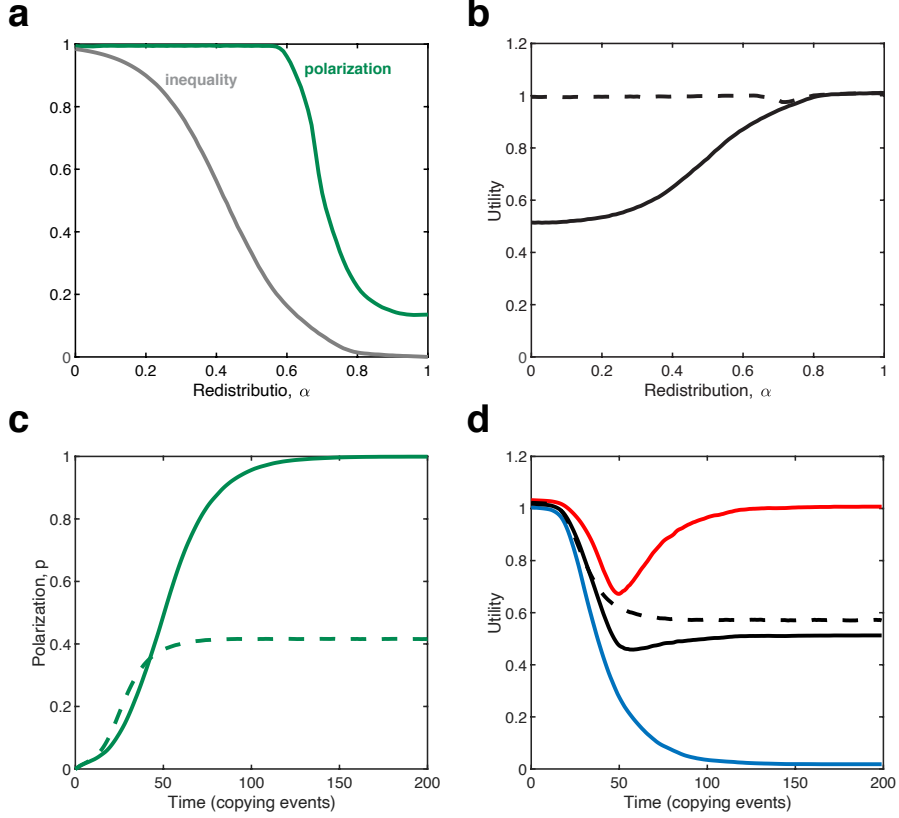 a
1
0.8
0.6
0.4
0.2
0
0 0.2 0.4 0.6 0.8 1
inequality
polarization
Redistributio, α
b
Utility
1.2
1
0.8
0.6
0.4
0.2
0
0 0.2 0.4 0.6 0.8 1
Redistribution, α
c
Polarization, p
1
0.8
0.6
0.4
0.2
0
0 50 100 150 200
Time (copying events)
d
Utility
1.2
1
0.8
0.6
0.4
0.2
0
0 50 100 150 200
Time (copying events)